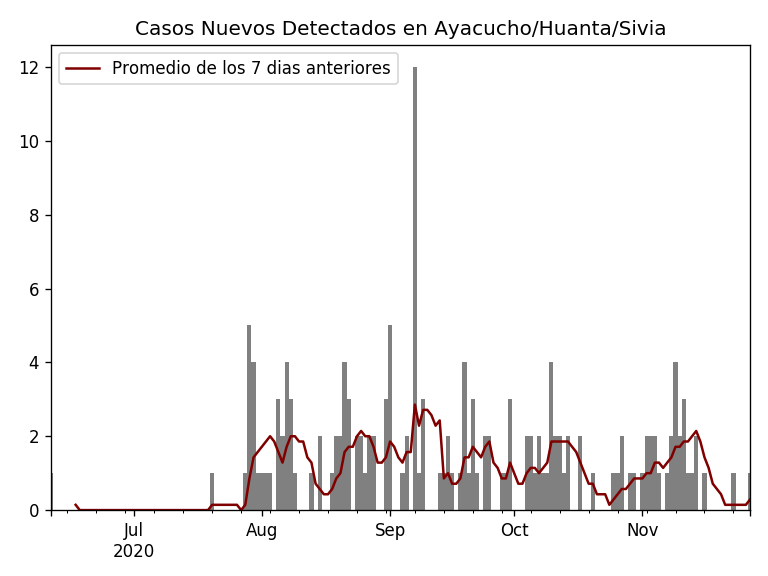 Casos Nuevos Detectados en Ayacucho/Huanta/Sivia
Promedio de los 7 dias anteriores
12
10
8
6
4
2
0
Jul
2020
Aug
Sep
Oct
Nov